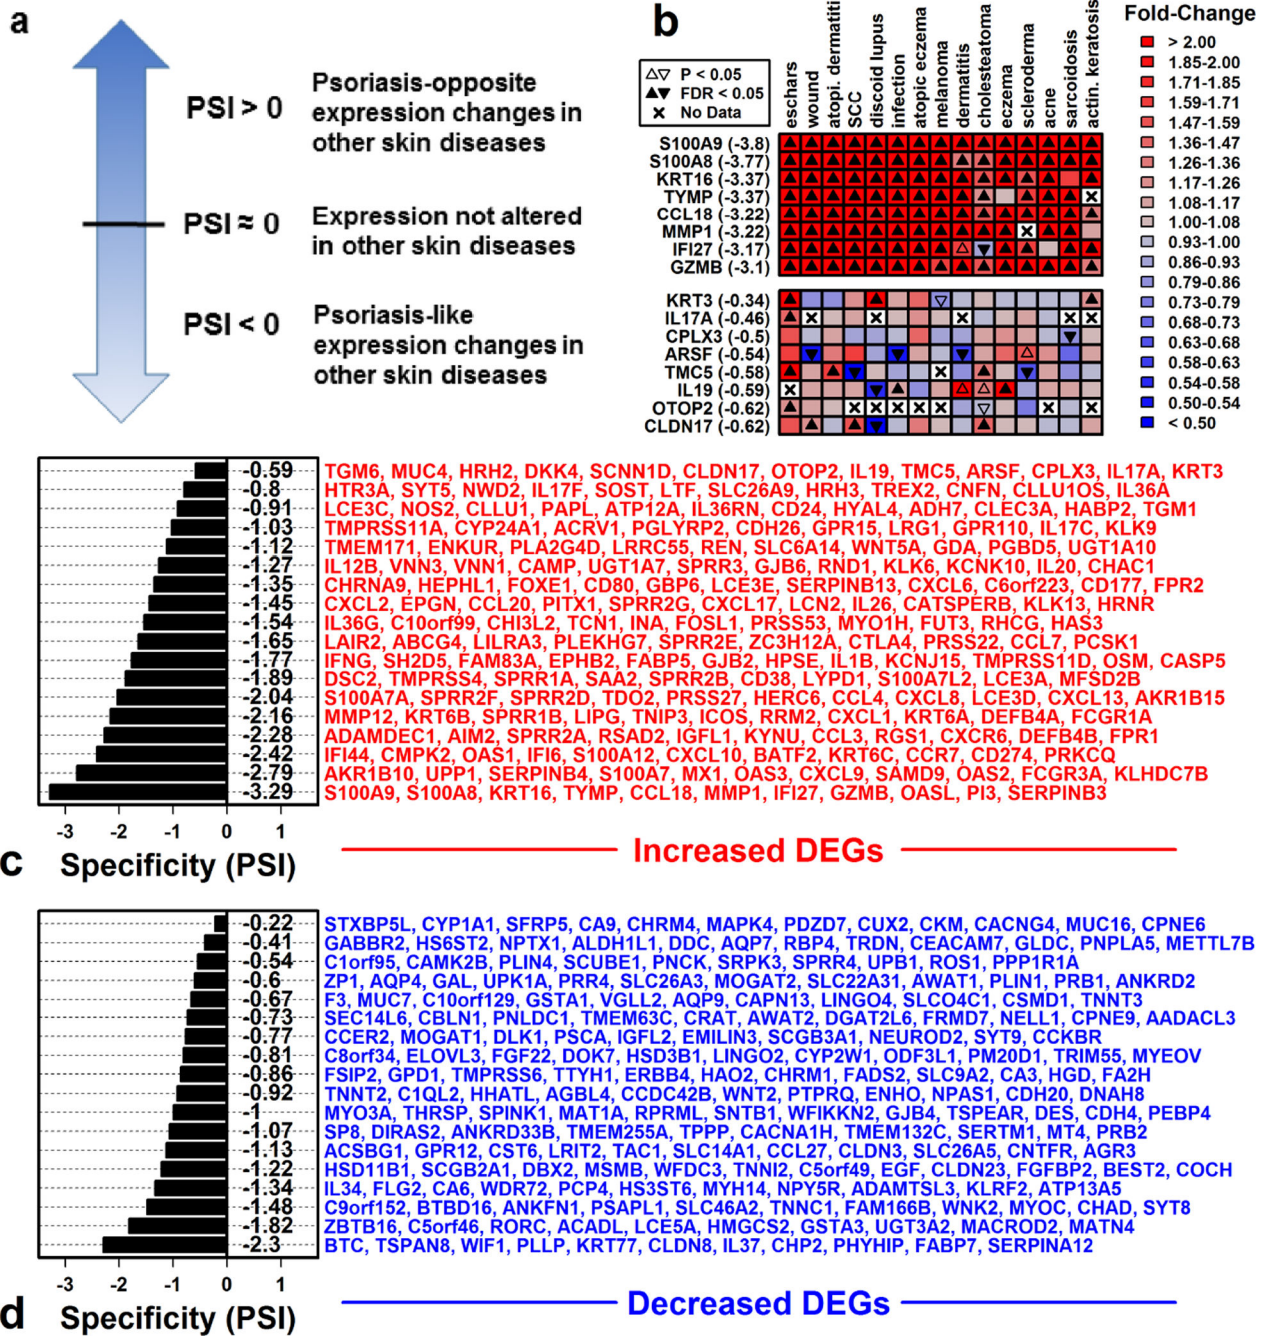 a
PSI > 0
Psoriasis-opposite
expression changes in
other skin diseases
PSI ≈ 0
Expression not altered
in other skin diseases
PSI < 0
Psoriasis-like
expression changes in
other skin diseases
b
△▽ P < 0.05
▲▼ FDR < 0.05
✕ No Data
eschars
wound
atopi. dermatiti
SCC
discoid lupus
infection
atopic eczema
melanoma
dermatitis
cholesteatoma
eczema
scleroderma
acne
sarcoidosis
actin. keratosis
S100A9 (-3.8)
S100A8 (-3.77)
KRT16 (-3.37)
TYMP (-3.37)
CCL18 (-3.22)
MMP1 (-3.22)
IFI27 (-3.17)
GZMB (-3.1)
KRT3 (-0.34)
IL17A (-0.46)
CPLX3 (-0.5)
ARSF (-0.54)
TMC5 (-0.58)
IL19 (-0.59)
OTOP2 (-0.62)
CLDN17 (-0.62)
Fold-Change
> 2.00
1.85-2.00
1.71-1.85
1.59-1.71
1.47-1.59
1.36-1.47
1.26-1.36
1.17-1.26
1.08-1.17
1.00-1.08
0.93-1.00
0.86-0.93
0.79-0.86
0.73-0.79
0.68-0.73
0.63-0.68
0.58-0.63
0.54-0.58
0.50-0.54
< 0.50
-0.59 TGM6, MUC4, HRH2, DKK4, SCNN1D, CLDN17, OTOP2, IL19, TMC5, ARSF, CPLX3, IL17A, KRT3
-0.8 HTR3A, SYT5, NWD2, IL17F, SOST, LTF, SLC26A9, HRH3, TREX2, CNFN, CLLU1OS, IL36A
-0.91 LCE3C, NOS2, CLLU1, PAPL, ATP12A, IL36RN, CD24, HYAL4, ADH7, CLEC3A, HABP2, TGM1
-1.03 TMPRSS11A, CYP24A1, ACRV1, PGLYRP2, CDH26, GPR15, LRG1, GPR110, IL17C, KLK9
-1.12 TMEM171, ENKUR, PLA2G4D, LRRC55, REN, SLC6A14, WNT5A, GDA, PGBD5, UGT1A10
-1.27 IL12B, VNN3, VNN1, CAMP, UGT1A7, SPRR3, GJB6, RND1, KLK6, KCNK10, IL20, CHAC1
-1.35 CHRNA9, HEPHL1, FOXE1, CD80, GBP6, LCE3E, SERPINB13, CXCL6, C6orf223, CD177, FPR2
-1.45 CXCL2, EPGN, CCL20, PITX1, SPRR2G, CXCL17, LCN2, IL26, CATSPERB, KLK13, HRNR
-1.54 IL36G, C10orf99, CHI3L2, TCN1, INA, FOSL1, PRSS53, MYO1H, FUT3, RHCG, HAS3
-1.65 LAIR2, ABCG4, LILRA3, PLEKHG7, SPRR2E, ZC3H12A, CTLA4, PRSS22, CCL7, PCSK1
-1.77 IFNG, SH2D5, FAM83A, EPHB2, FABP5, GJB2, HPSE, IL1B, KCNJ15, TMPRSS11D, OSM, CASP5
-1.89 DSC2, TMPRSS4, SPRR1A, SAA2, SPRR2B, CD38, LYPD1, S100A7L2, LCE3A, MFSD2B
-2.04 S100A7A, SPRR2F, SPRR2D, TDO2, PRSS27, HERC6, CCL4, CXCL8, LCE3D, CXCL13, AKR1B15
-2.16 MMP12, KRT6B, SPRR1B, LIPG, TNIP3, ICOS, RRM2, CXCL1, KRT6A, DEFB4A, FCGR1A
-2.28 ADAMDEC1, AIM2, SPRR2A, RSAD2, IGFL1, KYNU, CCL3, RGS1, CXCR6, DEFB4B, FPR1
-2.42 IFI44, CMPK2, OAS1, IFI6, S100A12, CXCL10, BATF2, KRT6C, CCR7, CD274, PRKCQ
-2.79 AKR1B10, UPP1, SERPINB4, S100A7, MX1, OAS3, CXCL9, SAMD9, OAS2, FCGR3A, KLHDC7B
-3.29 S100A9, S100A8, KRT16, TYMP, CCL18, MMP1, IFI27, GZMB, OASL, PI3, SERPINB3
-3 -2 -1 0 1
Specificity (PSI)
Increased DEGs
c
-0.22 STXBP5L, CYP1A1, SFRP5, CA9, CHRM4, MAPK4, PDZD7, CUX2, CKM, CACNG4, MUC16, CPNE6
-0.41 GABBR2, HS6ST2, NPTX1, ALDH1L1, DDC, AQP7, RBP4, TRDN, CEACAM7, GLDC, PNPLA5, METTL7B
-0.54 C1orf95, CAMK2B, PLIN4, SCUBE1, PNCK, SRPK3, SPRR4, UPB1, ROS1, PPP1R1A
-0.6 ZP1, AQP4, GAL, UPK1A, PRR4, SLC26A3, MOGAT2, SLC22A31, AWAT1, PLIN1, PRB1, ANKRD2
-0.67 F3, MUC7, C10orf129, GSTA1, VGLL2, AQP9, CAPN13, LINGO4, SLCO4C1, CSMD1, TNNT3
-0.73 SEC14L6, CBLN1, PNLDC1, TMEM63C, CRAT, AWAT2, DGAT2L6, FRMD7, NELL1, CPNE9, AADACL3
-0.77 CCER2, MOGAT1, DLK1, PSCA, IGFL2, EMILIN3, SCGB3A1, NEUROD2, SYT9, CCKBR
-0.81 C8orf34, ELOVL3, FGF22, DOK7, HSD3B1, LINGO2, CYP2W1, ODF3L1, PM20D1, TRIM55, MYEOV
-0.86 FSIP2, GPD1, TMPRSS6, TTYH1, ERBB4, HAO2, CHRM1, FADS2, SLC9A2, CA3, HGD, FA2H
-0.92 TNNT2, C1QL2, HHATL, AGBL4, CCDC42B, WNT2, PTPRQ, ENHO, NPAS1, CDH20, DNAH8
-1 MYO3A, THRSP, SPINK1, MAT1A, RPRML, SNTB1, WFIKKN2, GJB4, TSPEAR, DES, CDH4, PEBP4
-1.07 SP8, DIRAS2, ANKRD33B, TMEM255A, TPPP, CACNA1H, TMEM132C, SERTM1, MT4, PRB2
-1.13 ACSBG1, GPR12, CST6, LRIT2, TAC1, SLC14A1, CCL27, CLDN3, SLC26A5, CNTFR, AGR3
-1.22 HSD11B1, SCGB2A1, DBX2, MSMB, WFDC3, TNNI2, C5orf49, EGF, CLDN23, FGFBP2, BEST2, COCH
-1.34 IL34, FLG2, CA6, WDR72, PCP4, HS3ST6, MYH14, NPY5R, ADAMTSL3, KLRF2, ATP13A5
-1.48 C9orf152, BTBD16, ANKFN1, PSAPL1, SLC46A2, TNNC1, FAM166B, WNK2, MYOC, CHAD, SYT8
-1.82 ZBTB16, C5orf46, RORC, ACADL, LCE5A, HMGCS2, GSTA3, UGT3A2, MACROD2, MATN4
-2.3 BTC, TSPAN8, WIF1, PLLP, KRT77, CLDN8, IL37, CHP2, PHYHIP, FABP7, SERPINA12
-3 -2 -1 0 1
Specificity (PSI)
Decreased DEGs
d